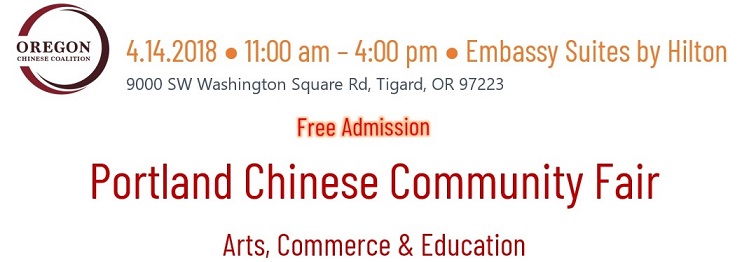 OREGON
CHINESE COALITION
4.14.2018 ● 11:00 am – 4:00 pm ● Embassy Suites by Hilton
9000 SW Washington Square Rd, Tigard, OR 97223
Free Admission
Portland Chinese Community Fair
Arts, Commerce & Education